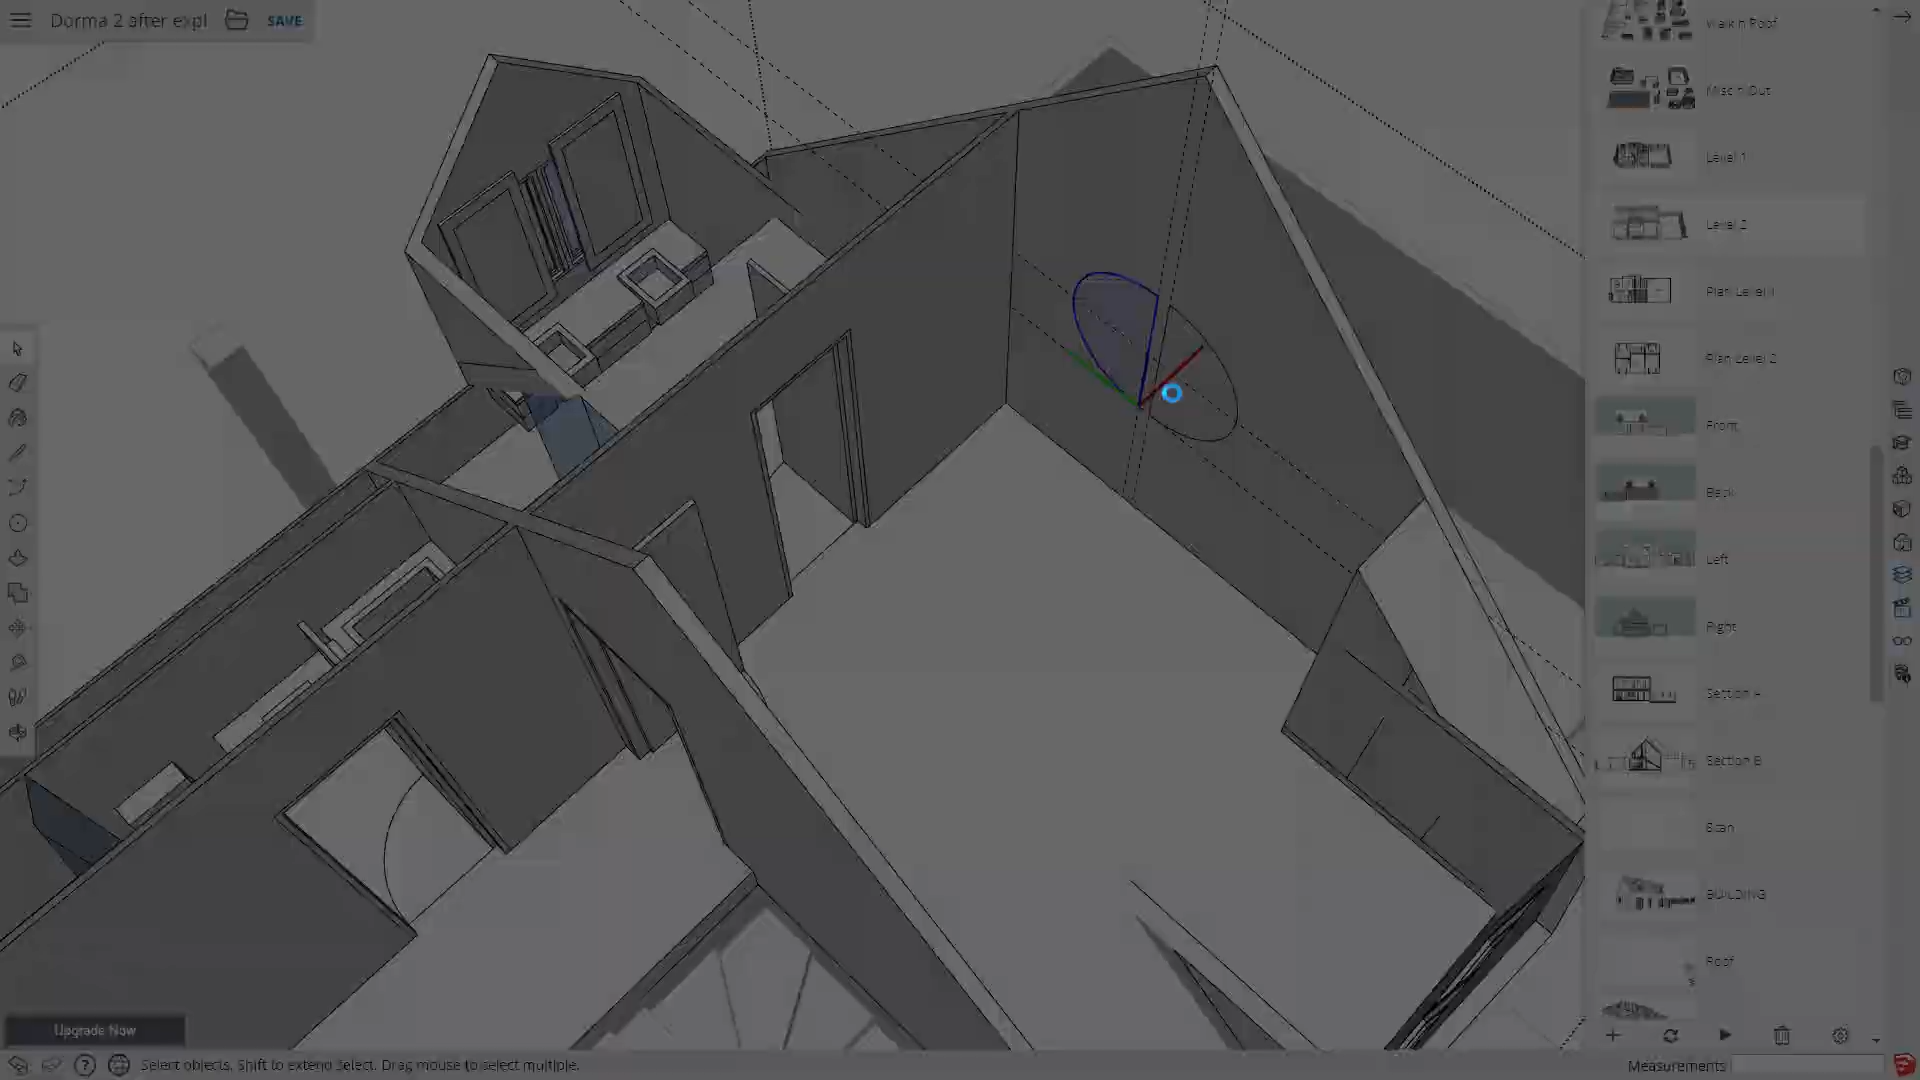 Dorma 2 after expl
SAVE
Walk n Roof
Misc n Out
Level 1
Level 2
Plan Level 1
Plan Level 2
Front
Back
Left
Right
Section A
Section B
Scan
BUILDING
Roof
Upgrade Now
Select objects. Shift to extend select. Drag mouse to select multiple.
Measurements